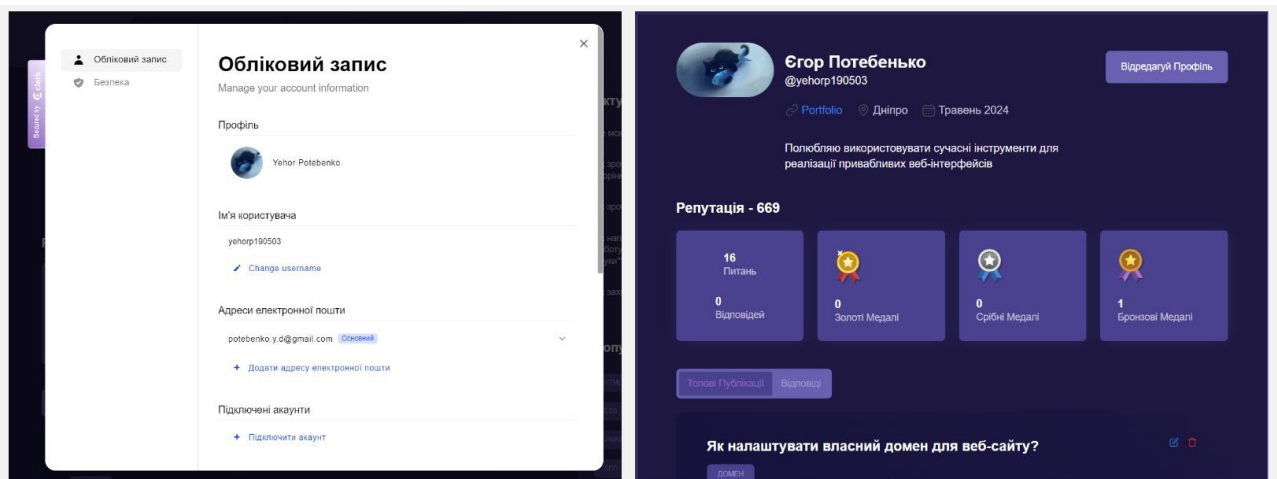 Обліковий запис
Безпека
Secured by clerk
Обліковий запис
Manage your account information
Профіль
Yehor Potebenko
Ім'я користувача
yehorp190503
Change username
Адреси електронної пошти
potebenko.y.d@gmail.com Основний
+ Додати адресу електронної пошти
Підключені акаунти
+ Підключити акаунт
Єгор Потебенько
@yehorp190503
Відредагуй Профіль
Portfolio Дніпро Травень 2024
Полюбляю використовувати сучасні інструменти для
реалізації привабливих веб-інтерфейсів
Репутація - 669
16
Питань
0
Відповідей
0
Золоті Медалі
0
Срібні Медалі
1
Бронзові Медалі
Топові Публікації Відповіді
Як налаштувати власний домен для веб-сайту?
ДОМЕН